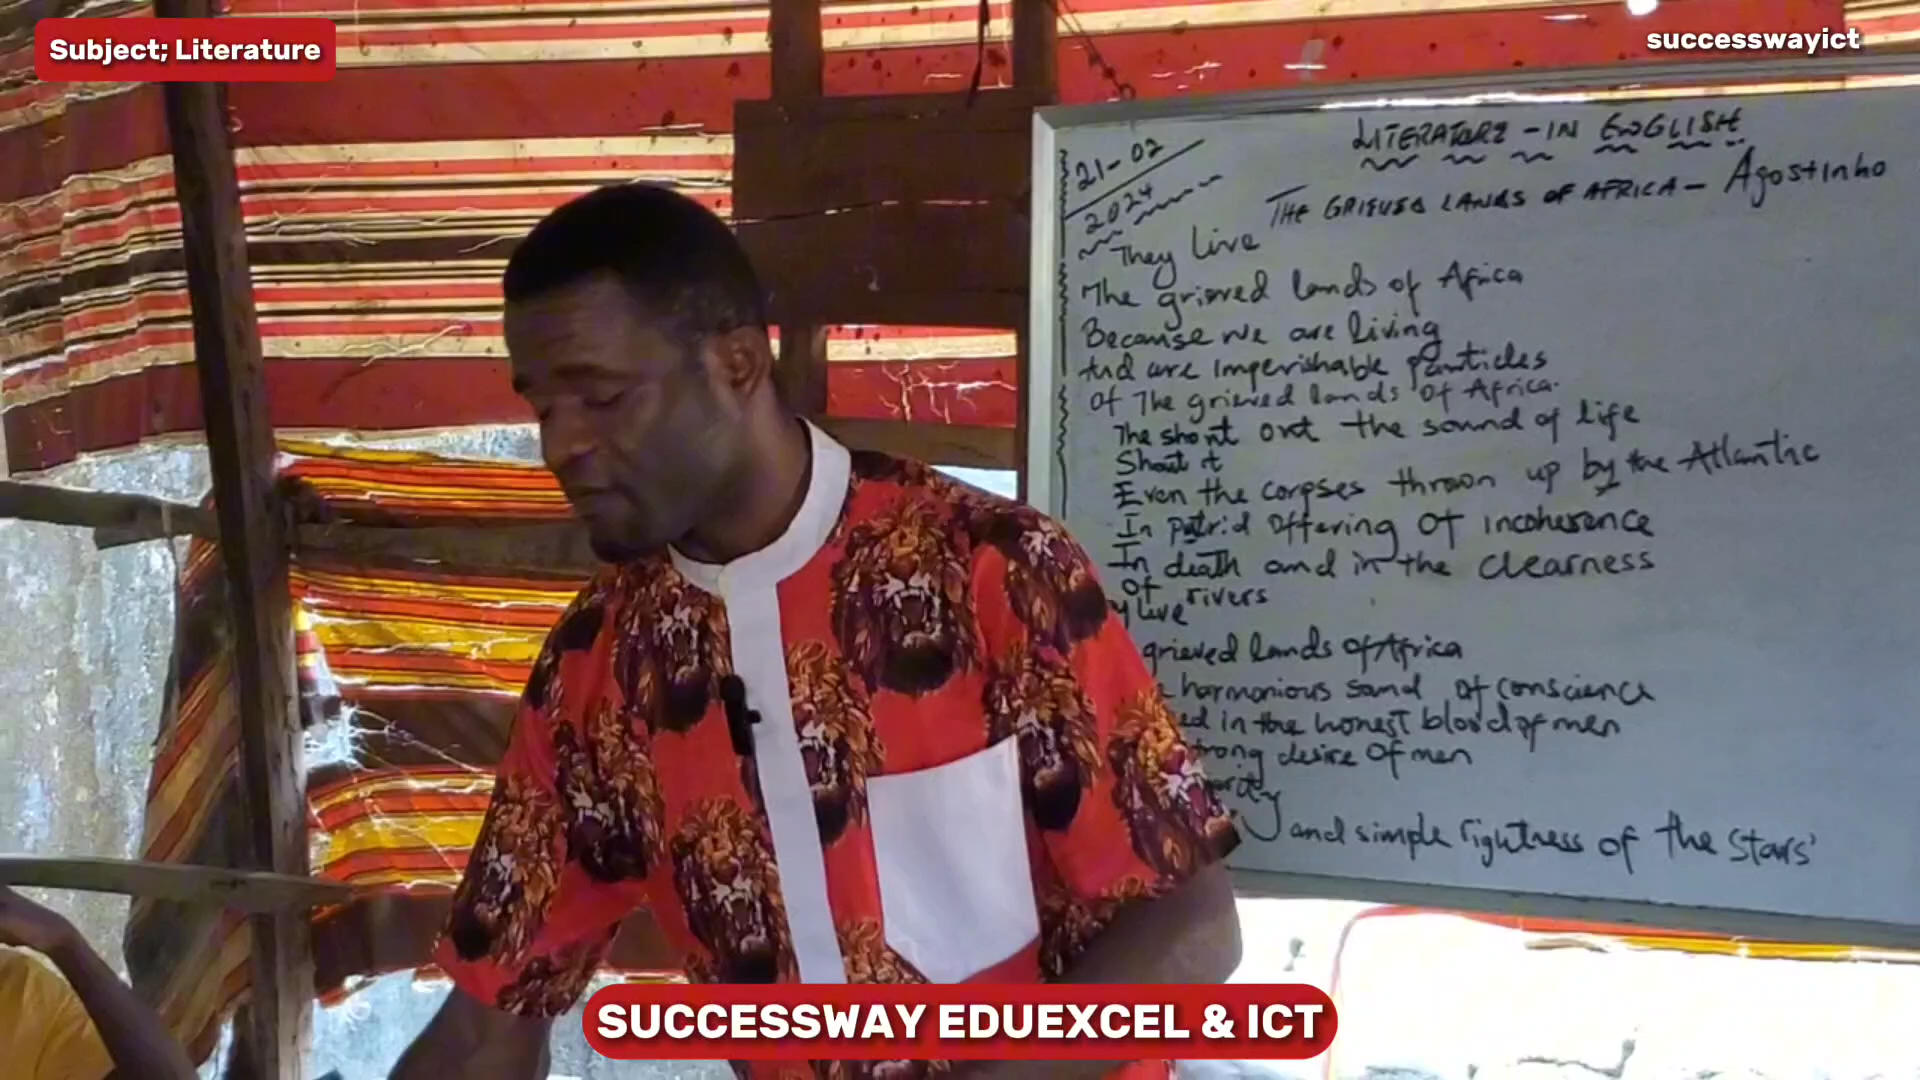 Subject; Literature
successwayict
21-02
2024
LITERATURE - IN ENGLISH
THE GRIEVED LANDS OF AFRICA - Agostinho
They live
The grieved lands of Africa
Because we are living
And are imperishable particles
Of The grieved lands of Africa.
The shout out the sound of life
Shout it
Even the corpses thrown up by the Atlantic
In putrid offering of incoherence
In death and in the clearness
Of rivers
y live
grieved lands of Africa
harmonious sound of conscience
ed in the honest blood of men
trong desire of men
and simple rightness of the stars'
SUCCESSWAY EDUEXCEL & ICT